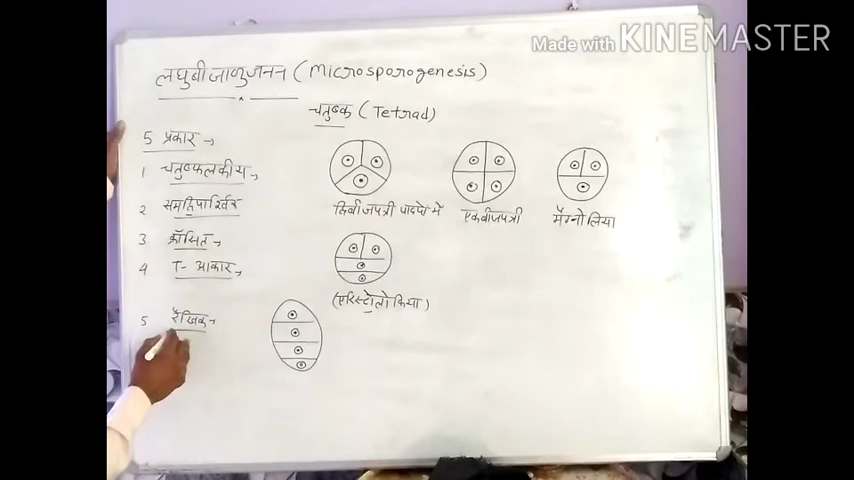 Made with KINEMASTER
लघुबीजाणुजनन (Microsporogenesis)
चतुष्क (Tetrad)
5 प्रकार →
1 चतुष्फलकीय →
2 समद्विपार्श्विक
3 क्रॉसित →
4 T- आकार →
5 रैखिक →
द्विबीजपत्री पादपो में
एकबीजपत्री
मैग्नोलिया
(एरिस्टोलोकिया)